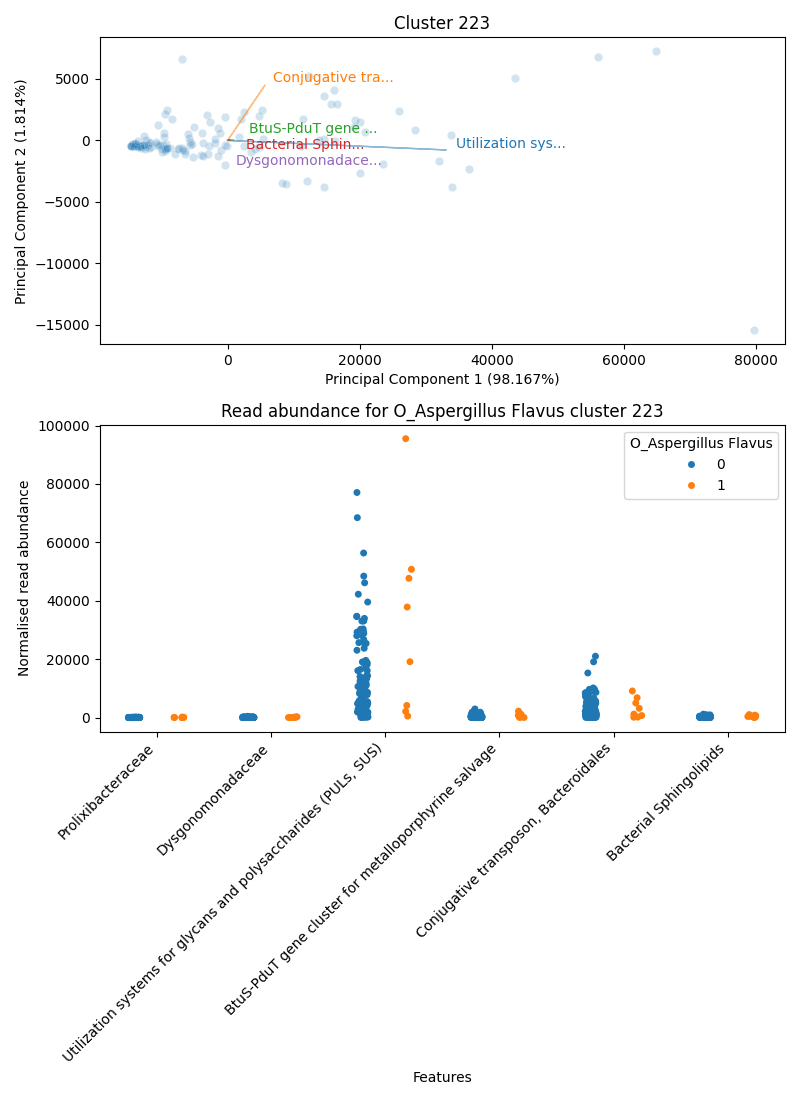 Cluster 223
5000
0
−5000
−10000
−15000
Principal Component 2 (1.814%)
Conjugative tra...
BtuS-PduT gene ...
Bacterial Sphin...
Dysgonomonadace...
Utilization sys...
0
20000
40000
60000
80000
Principal Component 1 (98.167%)
Read abundance for O_Aspergillus Flavus cluster 223
100000
80000
60000
40000
20000
0
Normalised read abundance
O_Aspergillus Flavus
0
1
Prolixibacteraceae
Dysgonomonadaceae
Utilization systems for glycans and polysaccharides (PULs, SUS)
BtuS-PduT gene cluster for metalloporphyrine salvage
Conjugative transposon, Bacteroidales
Bacterial Sphingolipids
Features